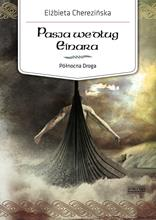 Elżbieta Cherezińska
Pasja według
Einara
Północna Droga